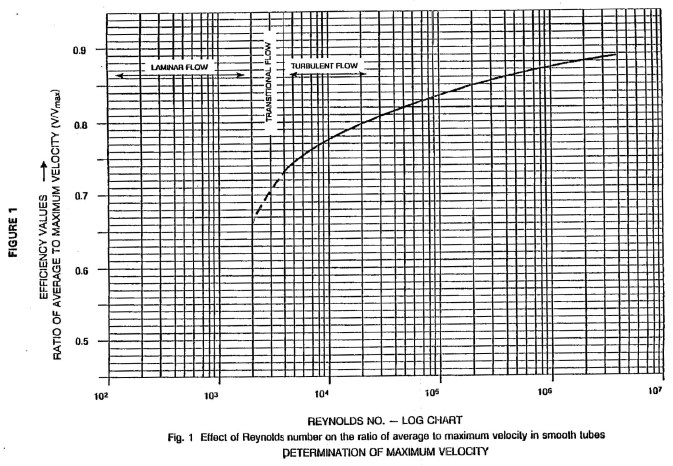 FIGURE 1
EFFICIENCY VALUES →
RATIO OF AVERAGE TO MAXIMUM VELOCITY (V/Vmax)
0.9
0.8
0.7
0.6
0.5
LAMINAR FLOW
TRANSITIONAL FLOW
TURBULENT FLOW
10² 10³ 10⁴ 10⁵ 10⁶ 10⁷
REYNOLDS NO. — LOG CHART
Fig. 1 Effect of Reynolds number on the ratio of average to maximum velocity in smooth tubes
DETERMINATION OF MAXIMUM VELOCITY